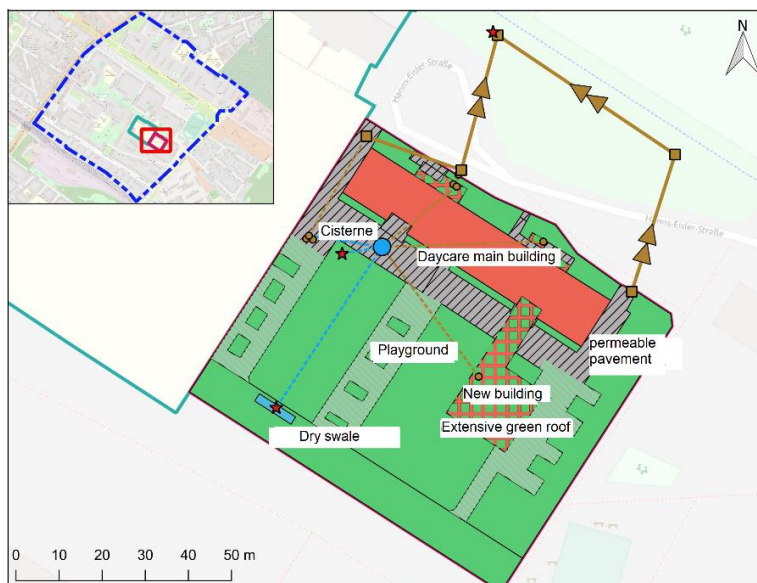 N
Hanns-Eisler-Straße
Hanns-Eisler-Straße
Cisterne
Daycare main building
permeable
pavement
Playground
New building
Extensive green roof
Dry swale
0 10 20 30 40 50 m